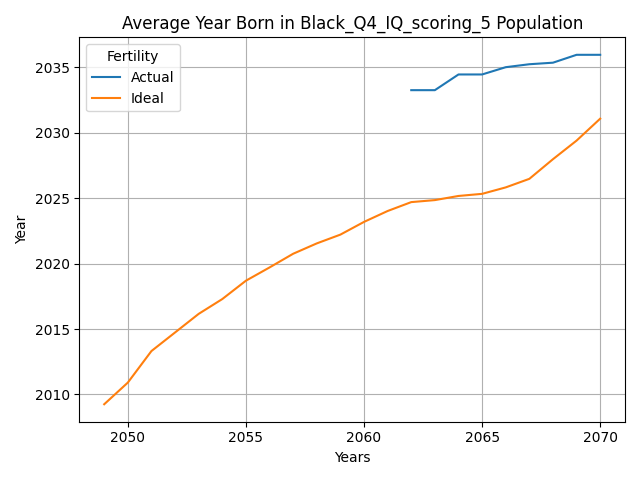 Average Year Born in Black_Q4_IQ_scoring_5 Population
Fertility
Actual
Ideal
2035
2030
2025
2020
2015
2010
Year
2050 2055 2060 2065 2070
Years